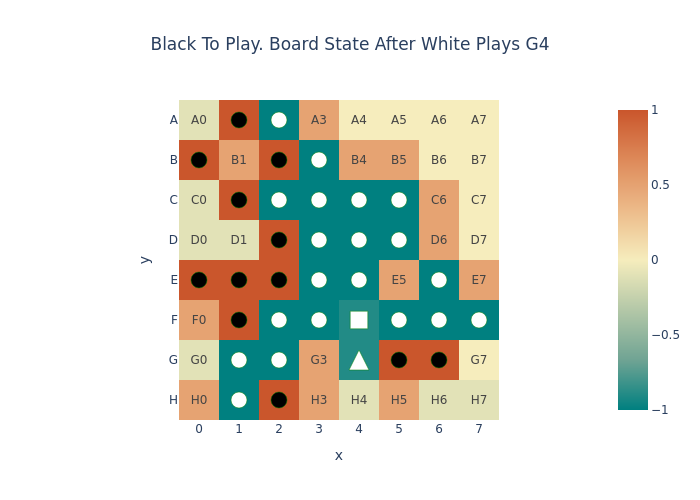 Black To Play. Board State After White Plays G4
A A0 A3 A4 A5 A6 A7
B B1 B4 B5 B6 B7
C C0 C6 C7
D D0 D1 D6 D7
E E5 E7
F F0
G G0 G3 G7
H H0 H3 H4 H5 H6 H7
0 1 2 3 4 5 6 7
x
y
1
0.5
0
−0.5
−1